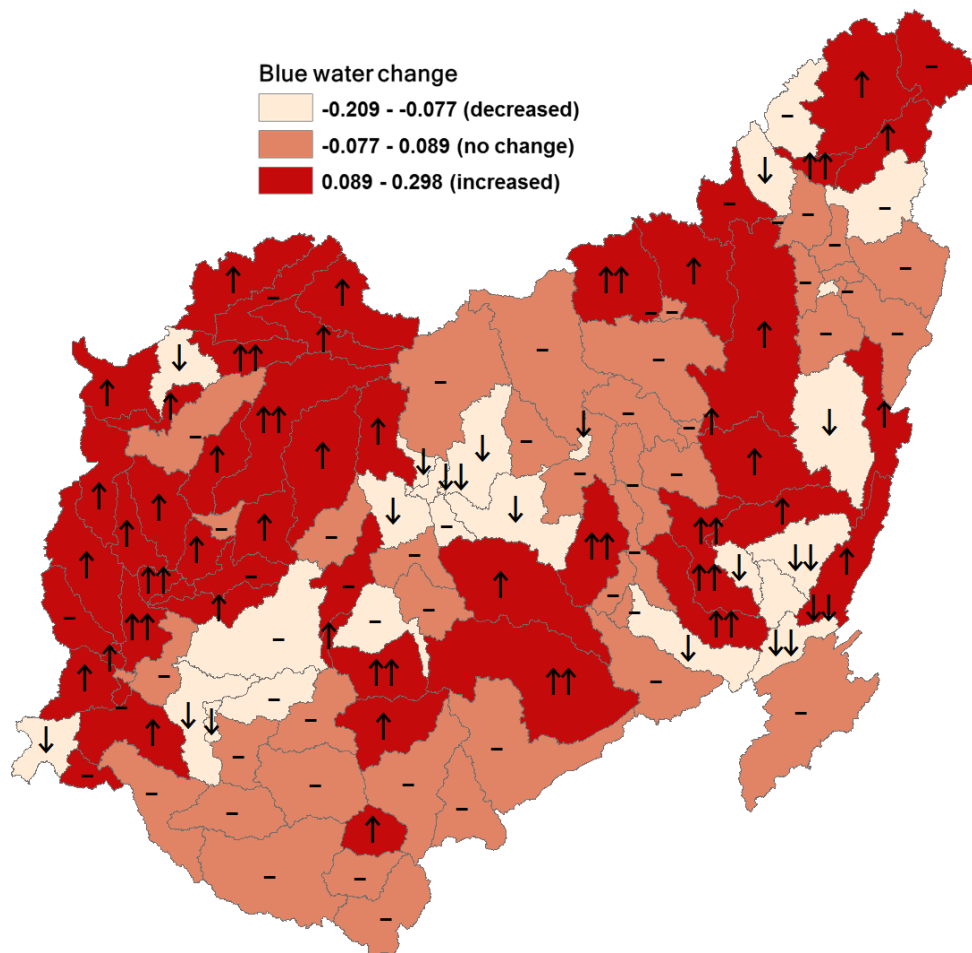 Blue water change
-0.209 - -0.077 (decreased)
-0.077 - 0.089 (no change)
0.089 - 0.298 (increased)